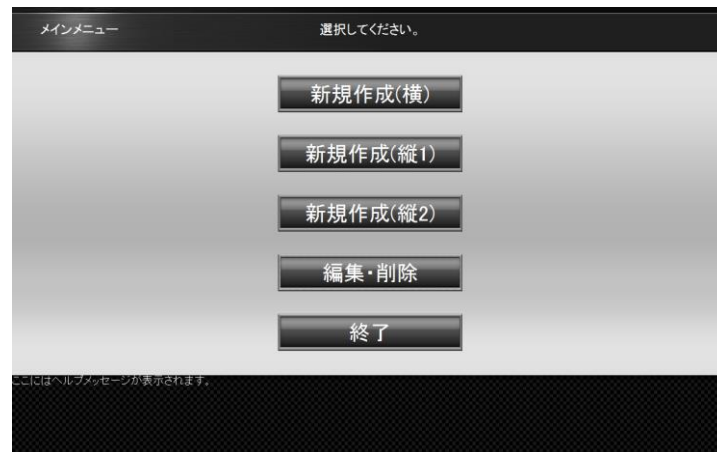 メインメニュー
選択してください。
新規作成(横)
新規作成(縦1)
新規作成(縦2)
編集・削除
終了
ここにはヘルプメッセージが表示されます。